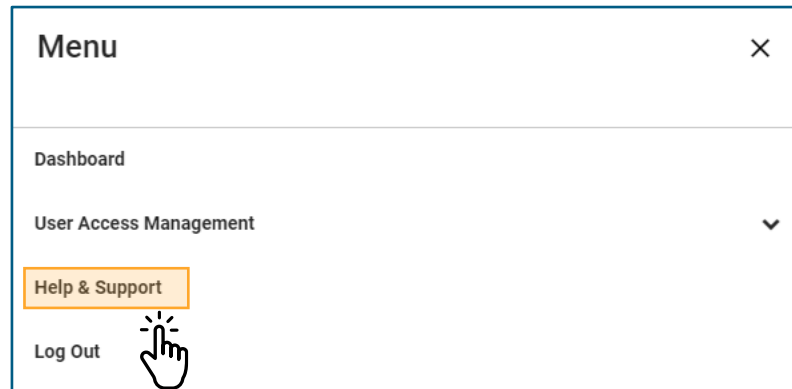 Menu
Dashboard
User Access Management
Help & Support
Log Out